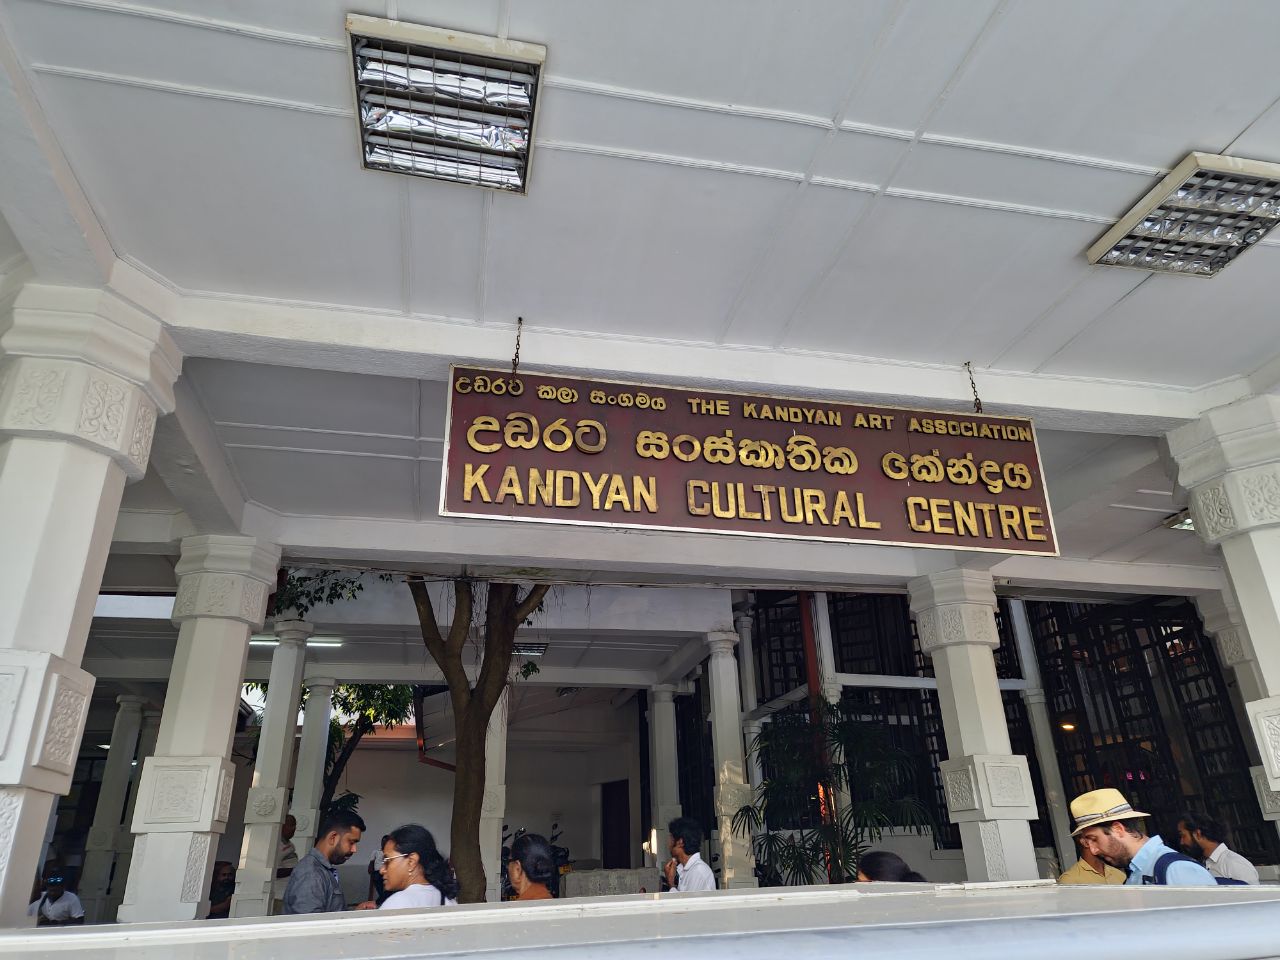 උඩරට කලා සංගමය THE KANDYAN ART ASSOCIATION
උඩරට සංස්කෘතික කේන්ද්‍රය
KANDYAN CULTURAL CENTRE